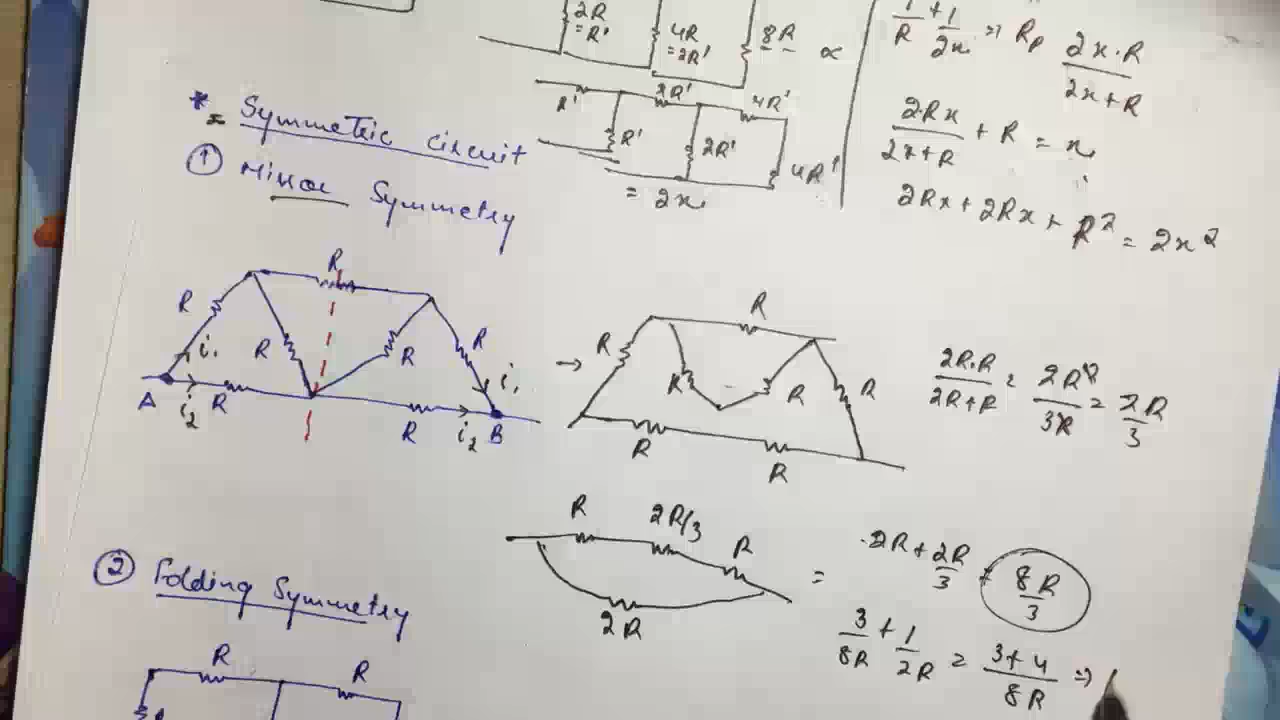 2R
= R'
4R
= 2R'
8R
∝
R' 2R' 4R'
R' 2R' 4R'
= 2x
1/R + 1/2x ⇒ Rp 2x·R/2x+R
2Rx/2x+R + R = x
2Rx + 2Rx + R² = 2x²
* Symmetric circuit
① Mirror Symmetry
R
R R R R
i₁ i₁
A i₂ R R i₂ B
→ R
R R R R
R R
2R·R/2R+R = 2R²/3R = 2R/3
R 2R/3 R
2R
= 2R + 2R/3 = 8R/3
3/8R + 1/2R = 3+4/8R ⇒
② Folding Symmetry
R R